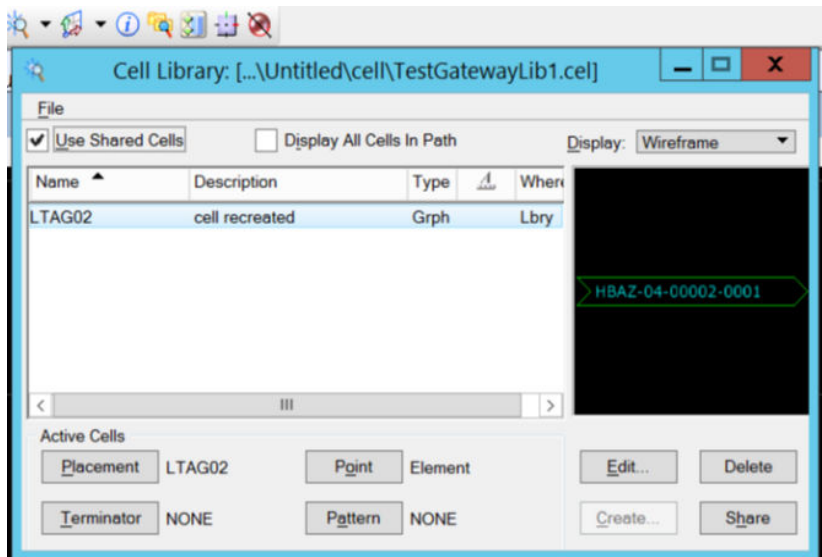 Cell Library: [...\Untitled\cell\TestGatewayLib1.cel]
File
Use Shared Cells Display All Cells In Path Display: Wireframe
Name Description Type Where
LTAG02 cell recreated Grph Lbry
HBAZ-04-00002-0001
Active Cells
Placement LTAG02 Point Element Edit... Delete
Terminator NONE Pattern NONE Create... Share